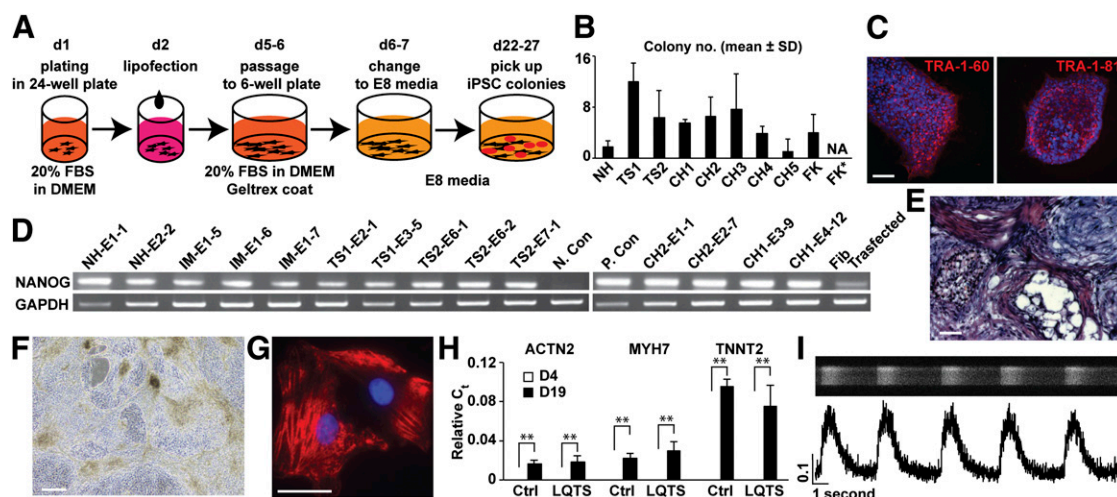 A
d1
plating
in 24-well plate
d2
lipofection
d5-6
passage
to 6-well plate
d6-7
change
to E8 media
d22-27
pick up
iPSC colonies
20% FBS
in DMEM
20% FBS in DMEM
Geltrex coat
E8 media
B
Colony no. (mean ± SD)
16
8
0
NA
NH
TS1
TS2
CH1
CH2
CH3
CH4
CH5
FK
FK*
C
TRA-1-60
TRA-1-81
D
NH-E1-1
NH-E2-2
IM-E1-5
IM-E1-6
IM-E1-7
TS1-E2-1
TS1-E3-5
TS2-E6-1
TS2-E6-2
TS2-E7-1
N. Con
P. Con
CH2-E1-1
CH2-E2-7
CH1-E3-9
CH1-E4-12
Fib
Trasfected
NANOG
GAPDH
E
F
G
H
ACTN2
MYH7
TNNT2
0.12
0.08
0.04
0
Relative Ct
D4
D19
**
**
**
**
**
**
Ctrl
LQTS
Ctrl
LQTS
Ctrl
LQTS
I
0.1
1 second